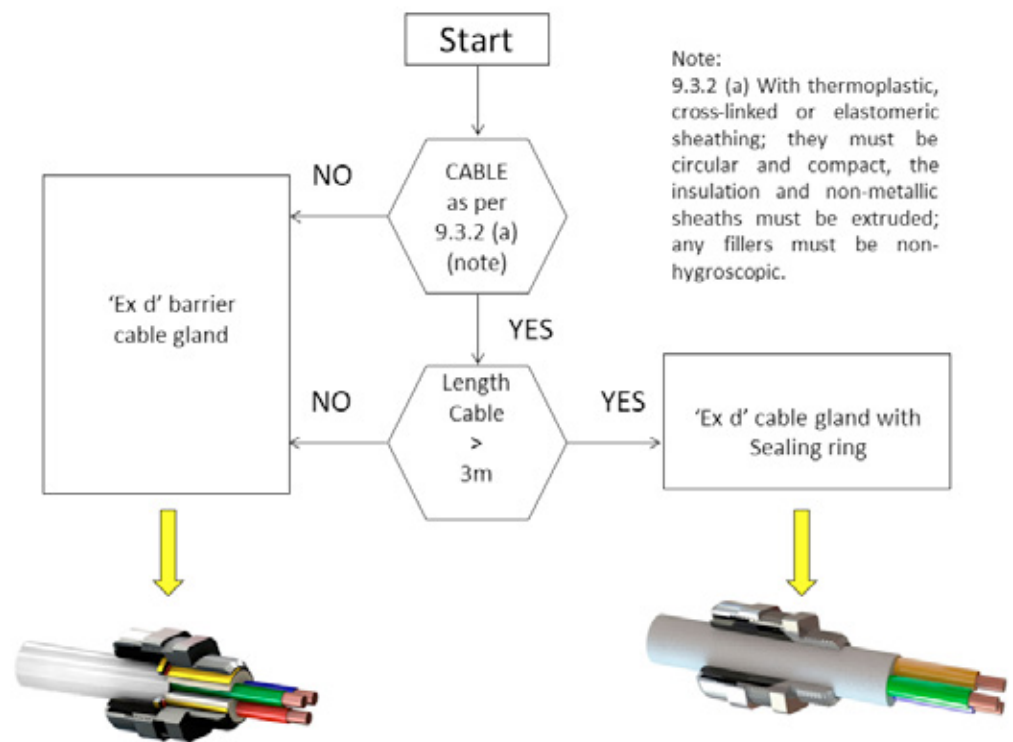 Start
Note:
9.3.2 (a) With thermoplastic,
cross-linked or elastomeric
sheathing; they must be
circular and compact, the
insulation and non-metallic
sheaths must be extruded;
any fillers must be non-
hygroscopic.
NO
CABLE
as per
9.3.2 (a)
(note)
'Ex d' barrier
cable gland
YES
NO
Length
Cable
>
3m
YES
'Ex d' cable gland with
Sealing ring